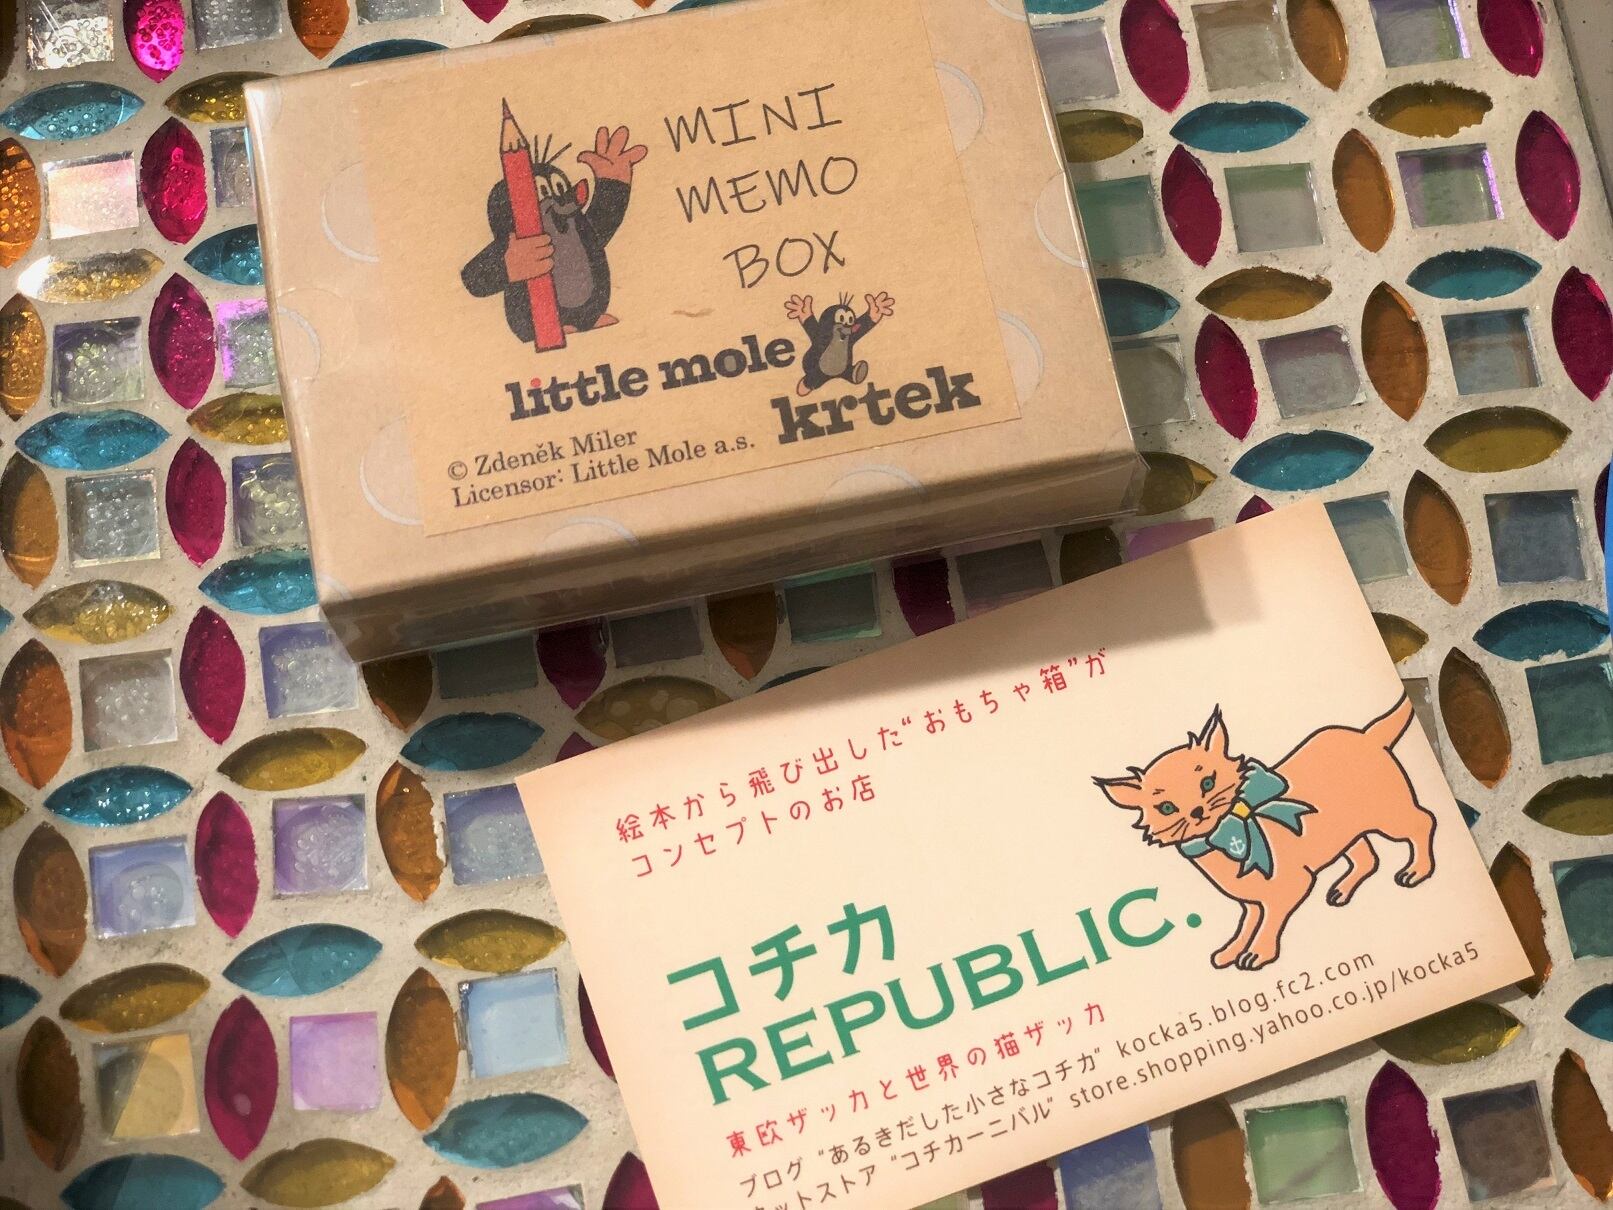 MINI
MEMO
BOX
little mole
krtek
© Zdeněk Miler
Licensor: Little Mole a.s.
絵本から飛び出した"おもちゃ箱"が
コンセプトのお店
コチカ
REPUBLIC.
東欧ザッカと世界の猫ザッカ
ブログ "あるきだした小さなコチカ" kocka5.blog.fc2.com
ネットストア "コチカーニバル" store.shopping.yahoo.co.jp/kocka5